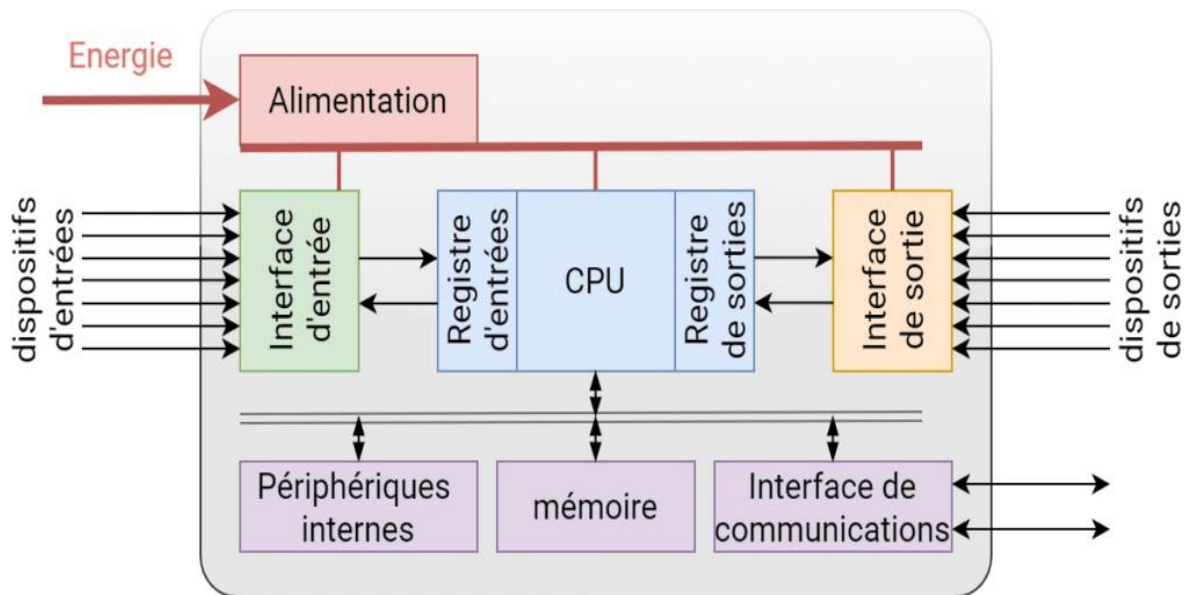 Energie
Alimentation
dispositifs
d'entrées
Interface
d'entrée
Registre
d'entrées
CPU
Registre
de sorties
Interface
de sortie
dispositifs
de sorties
Périphériques
internes
mémoire
Interface de
communications